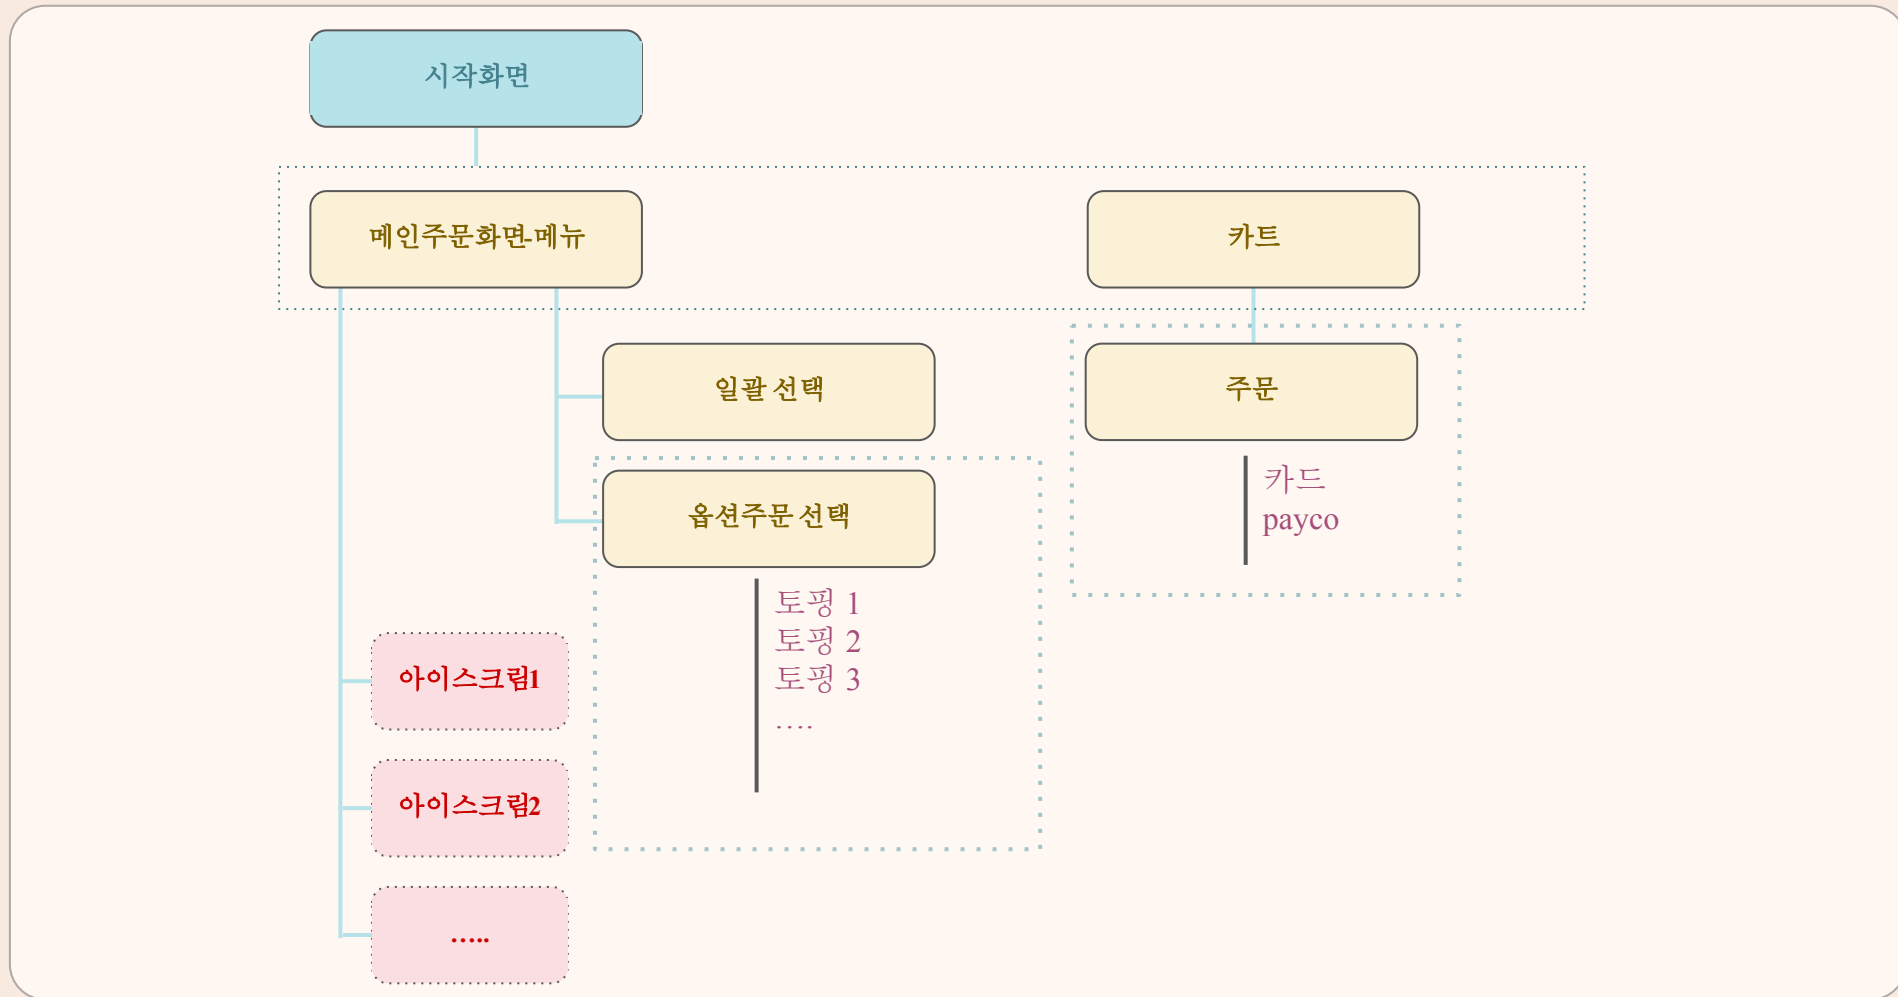 시작화면
메인주문화면-메뉴
카트
일괄 선택
주문
옵션주문 선택
카드
payco
토핑 1
토핑 2
토핑 3
....
아이스크림1
아이스크림2
.....